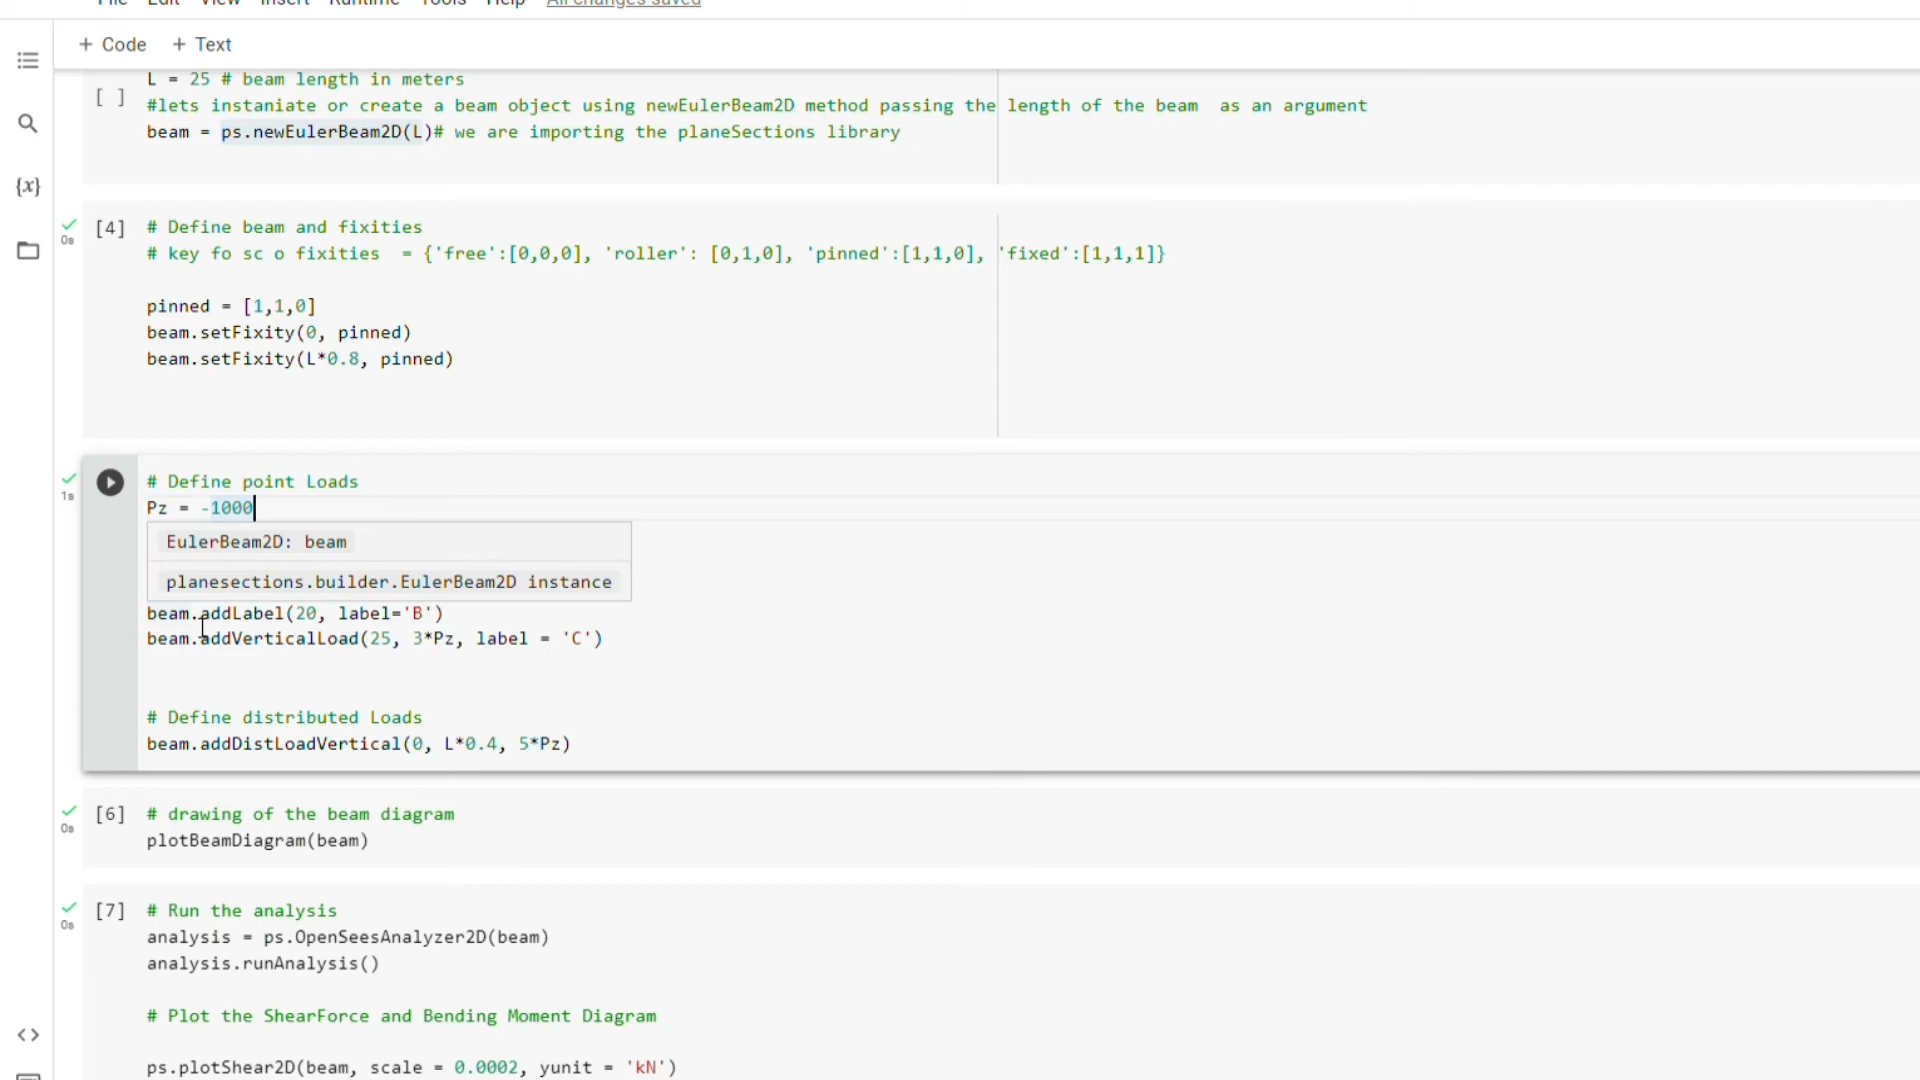 File Edit View Insert Runtime Tools Help All changes saved
+ Code + Text
L = 25 # beam length in meters
[ ] #lets instaniate or create a beam object using newEulerBeam2D method passing the length of the beam as an argument
beam = ps.newEulerBeam2D(L)# we are importing the planeSections library
{x}
[4] # Define beam and fixities
0s
# key fo sc o fixities = {'free':[0,0,0], 'roller': [0,1,0], 'pinned':[1,1,0], 'fixed':[1,1,1]}
pinned = [1,1,0]
beam.setFixity(0, pinned)
beam.setFixity(L*0.8, pinned)
# Define point Loads
1s
Pz = -1000
EulerBeam2D: beam
planesections.builder.EulerBeam2D instance
beam.addLabel(20, label='B')
beam.addVerticalLoad(25, 3*Pz, label = 'C')
# Define distributed Loads
beam.addDistLoadVertical(0, L*0.4, 5*Pz)
[6] # drawing of the beam diagram
0s
plotBeamDiagram(beam)
[7] # Run the analysis
0s
analysis = ps.OpenSeesAnalyzer2D(beam)
analysis.runAnalysis()
# Plot the ShearForce and Bending Moment Diagram
<>
ps.plotShear2D(beam, scale = 0.0002, yunit = 'kN')